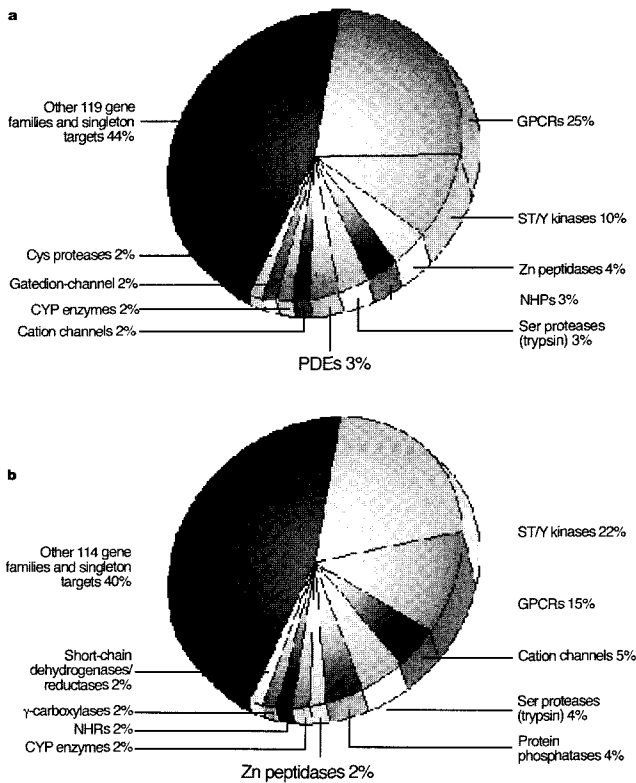 a
Other 119 gene
families and singleton
targets 44%
GPCRs 25%
ST/Y kinases 10%
Zn peptidases 4%
NHPs 3%
Ser proteases
(trypsin) 3%
PDEs 3%
Cys proteases 2%
Gatedion-channel 2%
CYP enzymes 2%
Cation channels 2%
b
Other 114 gene
families and singleton
targets 40%
ST/Y kinases 22%
GPCRs 15%
Cation channels 5%
Ser proteases
(trypsin) 4%
Protein
phosphatases 4%
Short-chain
dehydrogenases/
reductases 2%
γ-carboxylases 2%
NHRs 2%
CYP enzymes 2%
Zn peptidases 2%